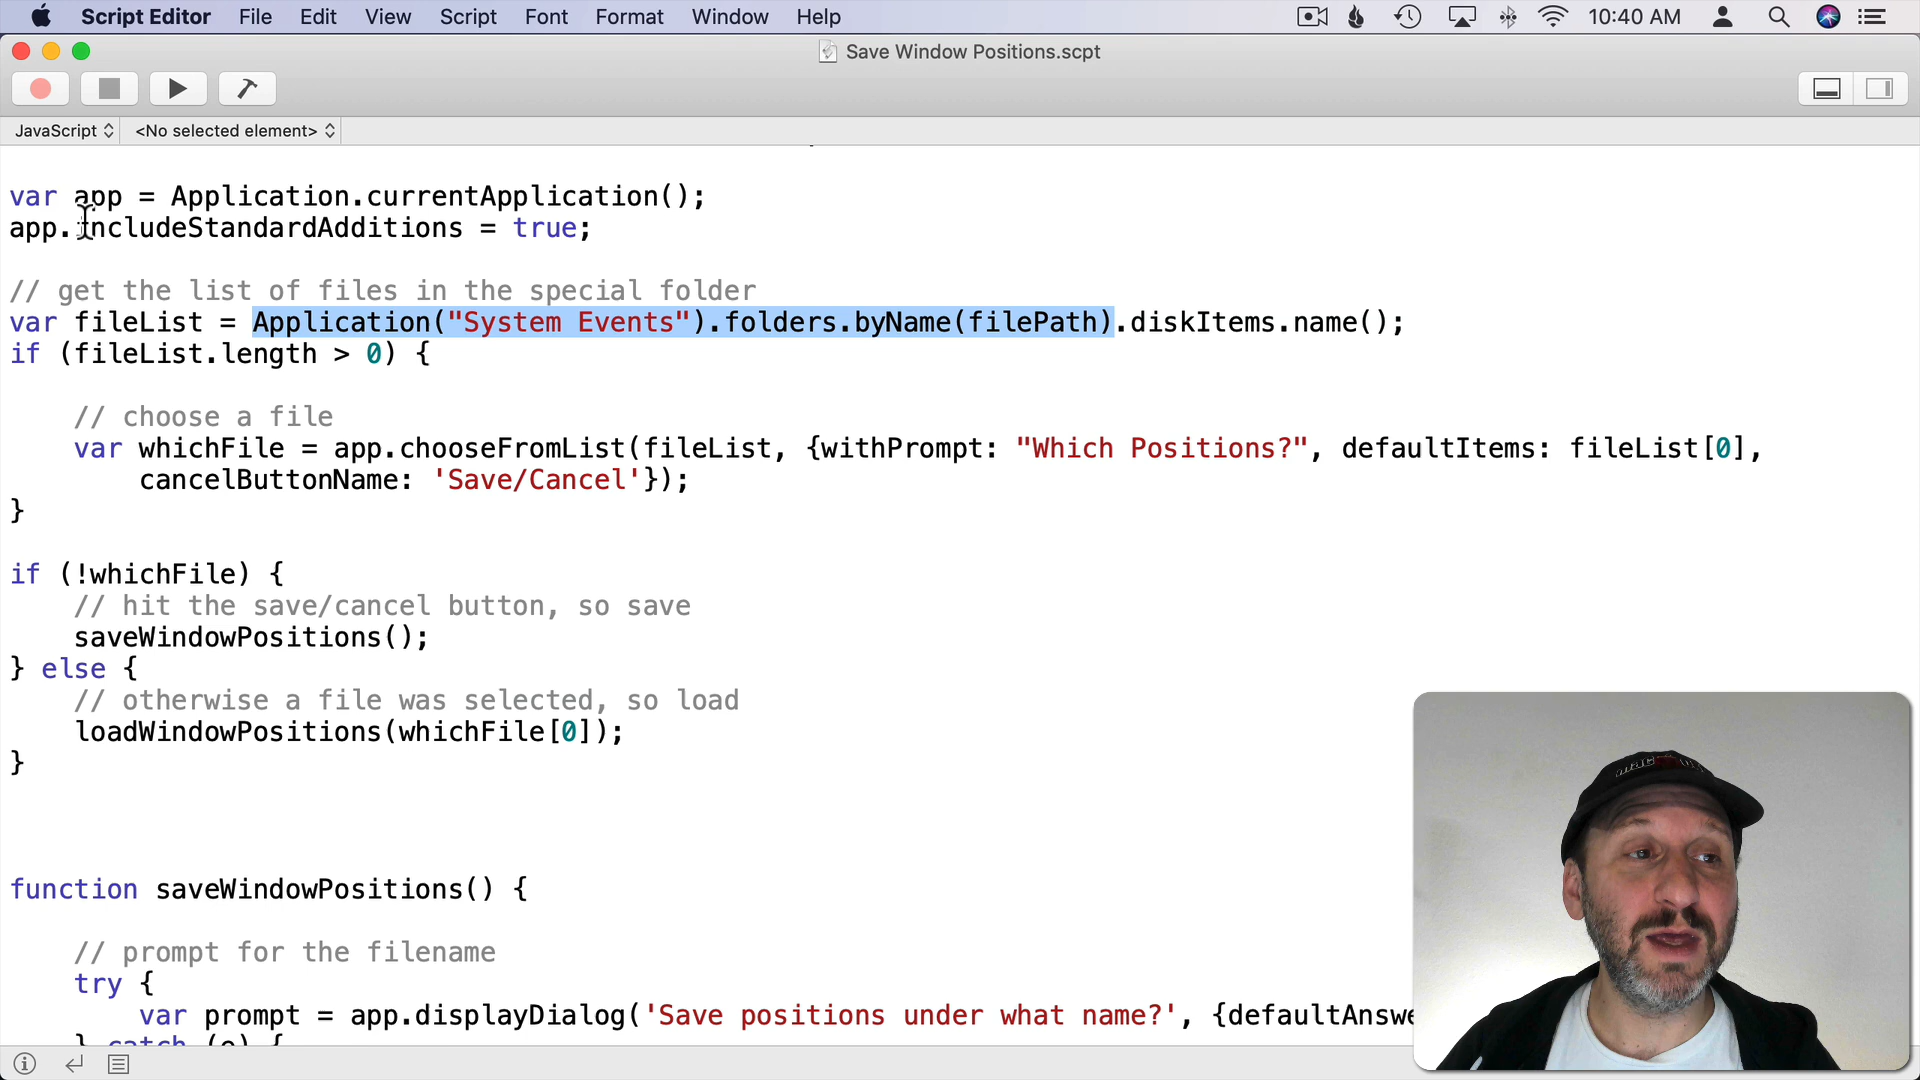 Script Editor File Edit View Script Font Format Window Help 10:40 AM
Save Window Positions.scpt
JavaScript <No selected element>
var app = Application.currentApplication();
app.includeStandardAdditions = true;
// get the list of files in the special folder
var fileList = Application("System Events").folders.byName(filePath).diskItems.name();
if (fileList.length > 0) {
// choose a file
var whichFile = app.chooseFromList(fileList, {withPrompt: "Which Positions?", defaultItems: fileList[0],
cancelButtonName: 'Save/Cancel'});
}
if (!whichFile) {
// hit the save/cancel button, so save
saveWindowPositions();
} else {
// otherwise a file was selected, so load
loadWindowPositions(whichFile[0]);
}
function saveWindowPositions() {
// prompt for the filename
try {
var prompt = app.displayDialog('Save positions under what name?', {defaultAnswe
} catch (e) {